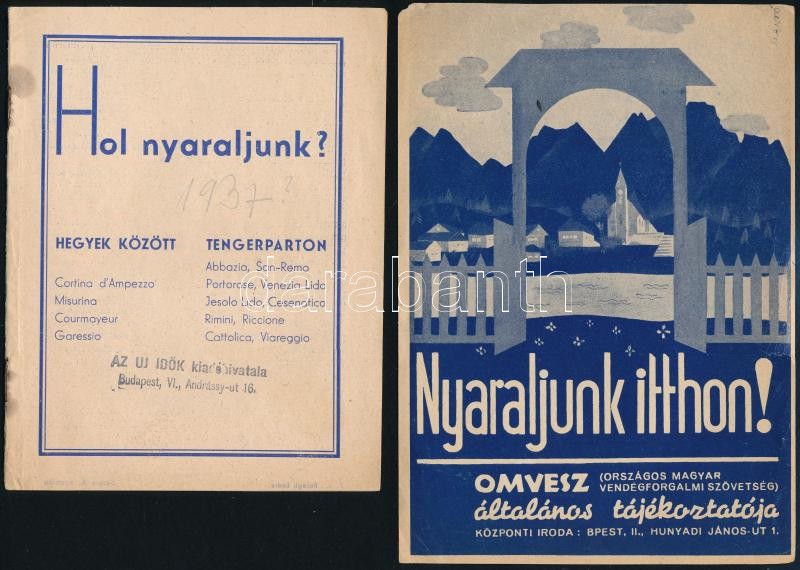 Hol nyaraljunk?
1937?
HEGYEK KÖZÖTT
Cortina d'Ampezzo
Misurina
Courmayeur
Garessio
TENGERPARTON
Abbazia, San-Remo
Portorose, Venezia Lido
Jesolo Lido, Cesenatico
Rimini, Riccione
Cattolica, Viareggio
AZ UJ IDŐK kiadóhivatala
Budapest, VI., Andrássy-ut 16.
darabanth
Nyaraljunk itthon!
OMVESZ (ORSZÁGOS MAGYAR
VENDÉGFORGALMI SZÖVETSÉG)
általános tájékoztatója
KÖZPONTI IRODA: BPEST, II., HUNYADI JÁNOS-UT 1.